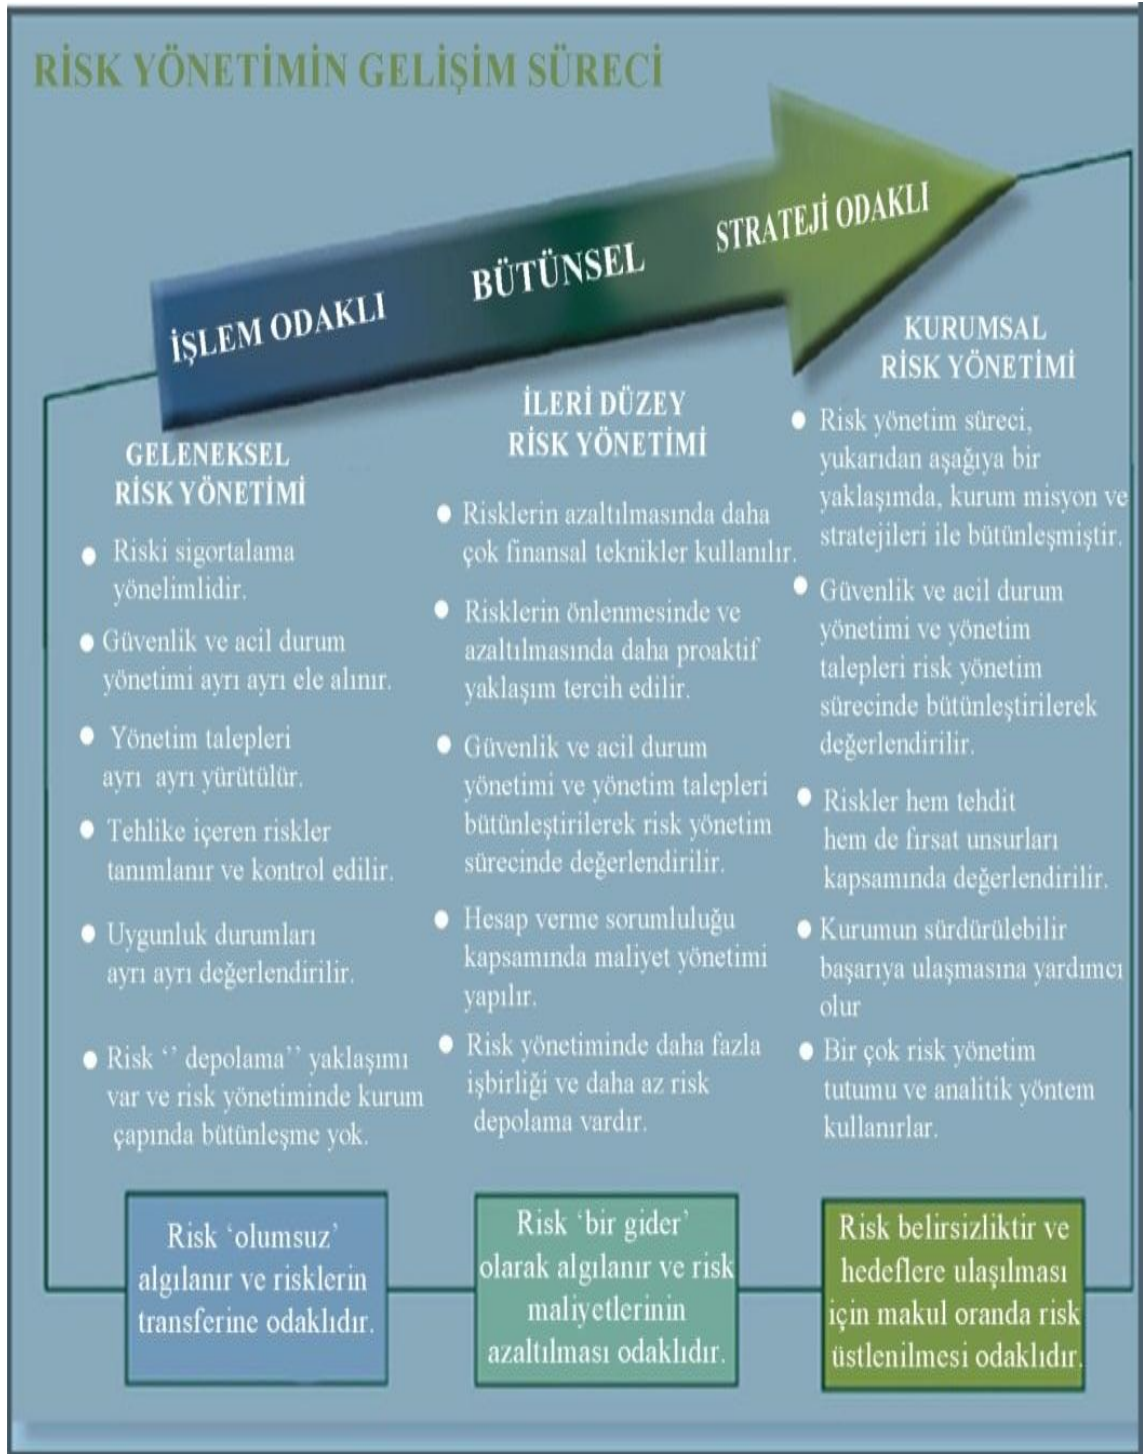 RİSK YÖNETİMİN GELİŞİM SÜRECİ
İŞLEM ODAKLI
BÜTÜNSEL
STRATEJİ ODAKLI
GELENEKSEL
RİSK YÖNETİMİ
Riski sigortalama
yönelimlidir.
Güvenlik ve acil durum
yönetimi ayrı ayrı ele alınır.
Yönetim talepleri
ayrı ayrı yürütülür.
Tehlike içeren riskler
tanımlanır ve kontrol edilir.
Uygunluk durumları
ayrı ayrı değerlendirilir.
Risk ‘’ depolama’’ yaklaşımı
var ve risk yönetiminde kurum
çapında bütünleşme yok.
Risk ‘olumsuz’
algılanır ve risklerin
transferine odaklıdır.
İLERİ DÜZEY
RİSK YÖNETİMİ
Risklerin azaltılmasında daha
çok finansal teknikler kullanılır.
Risklerin önlenmesinde ve
azaltılmasında daha proaktif
yaklaşım tercih edilir.
Güvenlik ve acil durum
yönetimi ve yönetim talepleri
bütünleştirilerek risk yönetim
sürecinde değerlendirilir.
Hesap verme sorumluluğu
kapsamında maliyet yönetimi
yapılır.
Risk yönetiminde daha fazla
işbirliği ve daha az risk
depolama vardır.
Risk ‘bir gider’
olarak algılanır ve risk
maliyetlerinin
azaltılması odaklıdır.
KURUMSAL
RİSK YÖNETİMİ
Risk yönetim süreci,
yukarıdan aşağıya bir
yaklaşımda, kurum misyon ve
stratejileri ile bütünleşmiştir.
Güvenlik ve acil durum
yönetimi ve yönetim
talepleri risk yönetim
sürecinde bütünleştirilerek
değerlendirilir.
Riskler hem tehdit
hem de fırsat unsurları
kapsamında değerlendirilir.
Kurumun sürdürülebilir
başarıya ulaşmasına yardımcı
olur
Bir çok risk yönetim
tutumu ve analitik yöntem
kullanırlar.
Risk belirsizliktir ve
hedeflere ulaşılması
için makul oranda risk
üstlenilmesi odaklıdır.